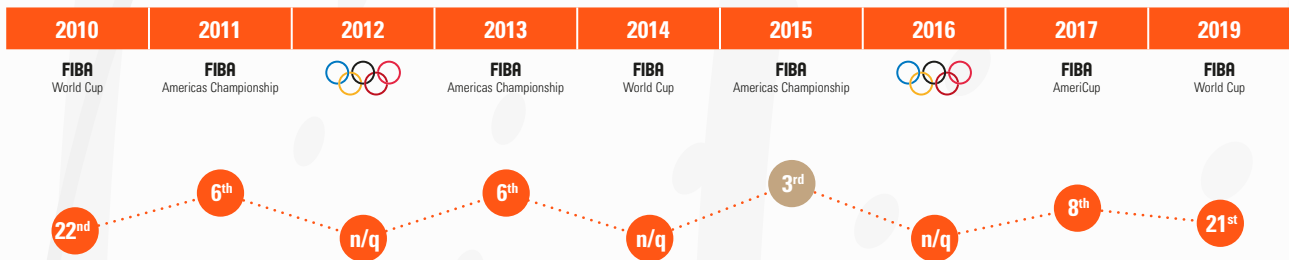 2010 2011 2012 2013 2014 2015 2016 2017 2019
FIBA FIBA FIBA FIBA FIBA FIBA FIBA
World Cup Americas Championship Americas Championship World Cup Americas Championship AmeriCup World Cup
22nd 6th n/q 6th n/q 3rd n/q 8th 21st